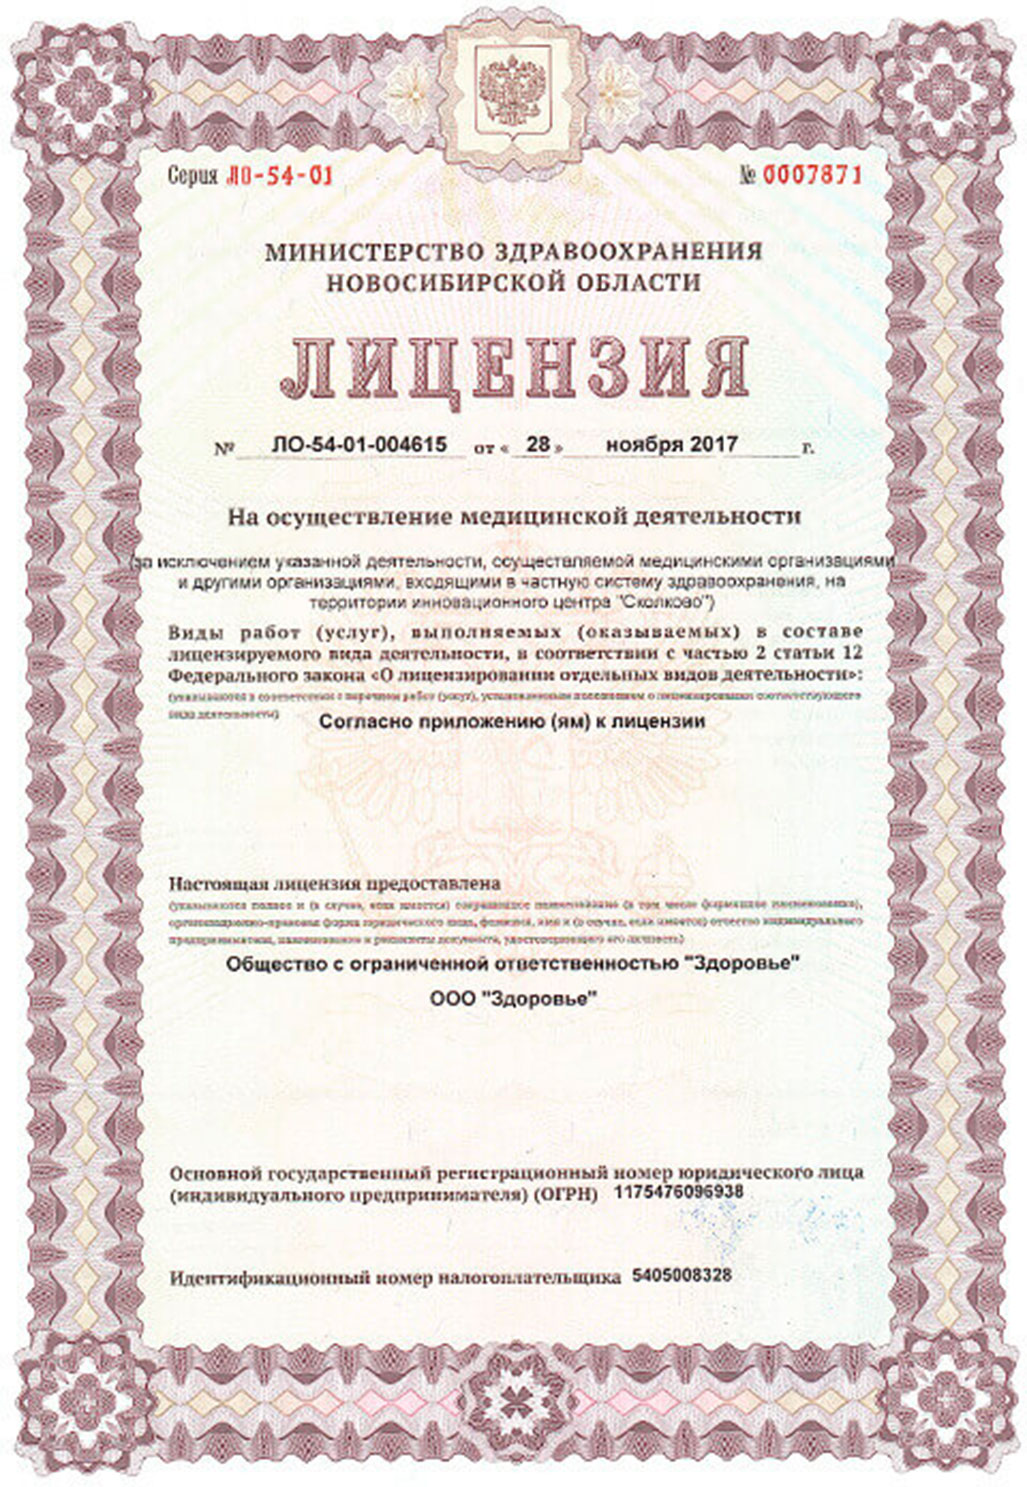 Серия ЛО-54-01
№ 0007871
МИНИСТЕРСТВО ЗДРАВООХРАНЕНИЯ
НОВОСИБИРСКОЙ ОБЛАСТИ
ЛИЦЕНЗИЯ
№ ЛО-54-01-004615 от « 28 » ноября 2017 г.
На осуществление медицинской деятельности
(за исключением указанной деятельности, осуществляемой медицинскими организациями
и другими организациями, входящими в частную систему здравоохранения, на
территории инновационного центра "Сколково")
Виды работ (услуг), выполняемых (оказываемых) в составе
лицензируемого вида деятельности, в соответствии с частью 2 статьи 12
Федерального закона «О лицензировании отдельных видов деятельности»:
(указываются в соответствии с перечнем работ (услуг), установленным положением о лицензировании соответствующего
вида деятельности)
Согласно приложению (ям) к лицензии
Настоящая лицензия предоставлена
(указываются полное и (в случае, если имеется) сокращенное наименование (в том числе фирменное наименование),
организационно-правовая форма юридического лица, фамилия, имя и (в случае, если имеется) отчество индивидуального
предпринимателя, наименование и реквизиты документа, удостоверяющего его личность)
Общество с ограниченной ответственностью "Здоровье"
ООО "Здоровье"
Основной государственный регистрационный номер юридического лица
(индивидуального предпринимателя) (ОГРН) 1175476096938
Идентификационный номер налогоплательщика 5405008328